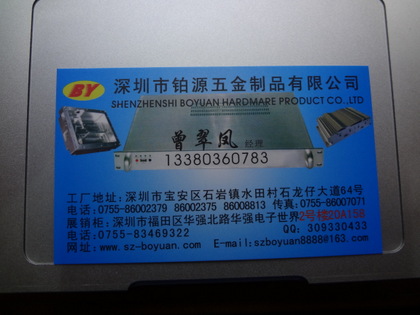 BY 深圳市铂源五金制品有限公司
SHENZHENSHI BOYUAN HARDWARE PRODUCT CO.,LTD
曾翠凤 经理
13380360783
工厂地址:深圳市宝安区石岩镇水田村石龙仔大道64号
电话:0755-86002379 86002375 86008813 传真:0755-86007071
展销柜:深圳市福田区华强北路华强电子世界2号楼20A158
电话:0755-83469322 QQ:309330433
网址:www.sz-boyuan.com E-mail:szboyuan8888@163.com